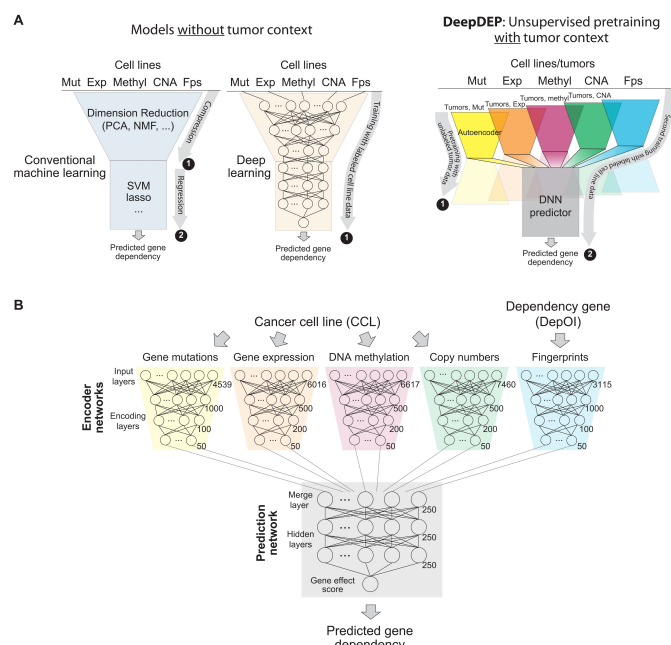 A
Models without tumor context
Cell lines
Mut Exp Methyl CNA Fps
Dimension Reduction
(PCA, NMF, ...)
Compression
1
Conventional
machine learning
SVM
lasso
...
Regression
2
Predicted gene
dependency
Cell lines
Mut Exp Methyl CNA Fps
...
...
...
...
...
...
...
Deep
learning
Training with labeled cell line data
1
Predicted gene
dependency
DeepDEP: Unsupervised pretraining
with tumor context
Cell lines/tumors
Mut Exp Methyl CNA Fps
Tumors, Mut
Tumors, Exp
Tumors, methyl
Tumors, CNA
Autoencoder
Pretraining with
unlabeled tumor data
1
Second training with labeled cell line data
DNN
predictor
2
Predicted gene
dependency
B
Cancer cell line (CCL)
Dependency gene
(DepOI)
Gene mutations Gene expression DNA methylation Copy numbers Fingerprints
Input
layers
... ... ... ... ...
4539 6016 6617 7460 3115
Encoder
networks
... ... ... ... ...
1000 500 500 500 1000
Encoding
layers
... ... ... ... ...
100 200 200 200 100
... ... ... ... ...
50 50 50 50 50
Prediction
network
Merge
layer
...
250
Hidden
layers
...
250
...
250
Gene effect
score
Predicted gene
dependency